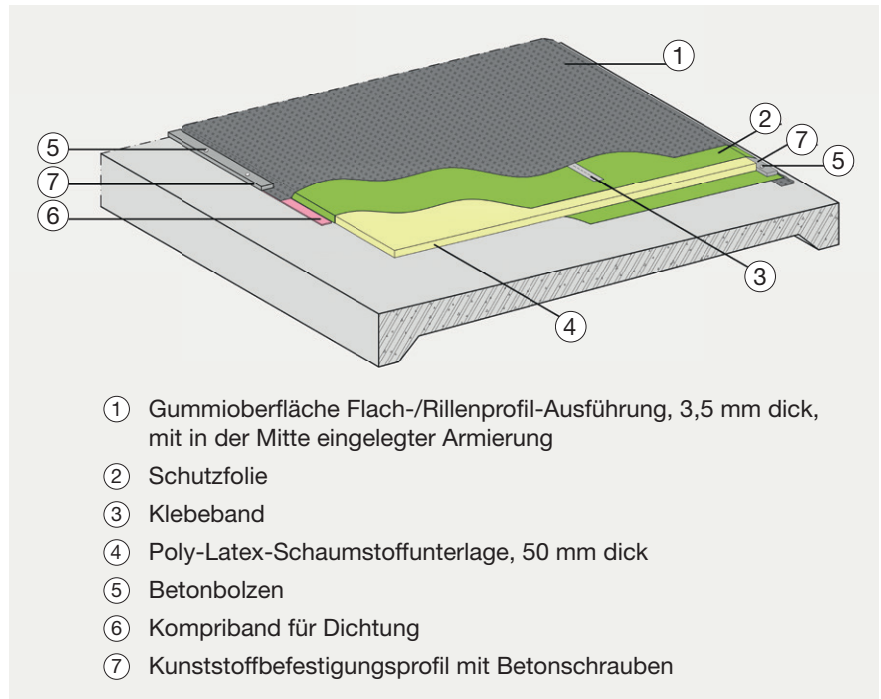 1
2
7
5
5
7
6
3
4
1 Gummioberfläche Flach-/Rillenprofil-Ausführung, 3,5 mm dick,
mit in der Mitte eingelegter Armierung
2 Schutzfolie
3 Klebeband
4 Poly-Latex-Schaumstoffunterlage, 50 mm dick
5 Betonbolzen
6 Kompriband für Dichtung
7 Kunststoffbefestigungsprofil mit Betonschrauben